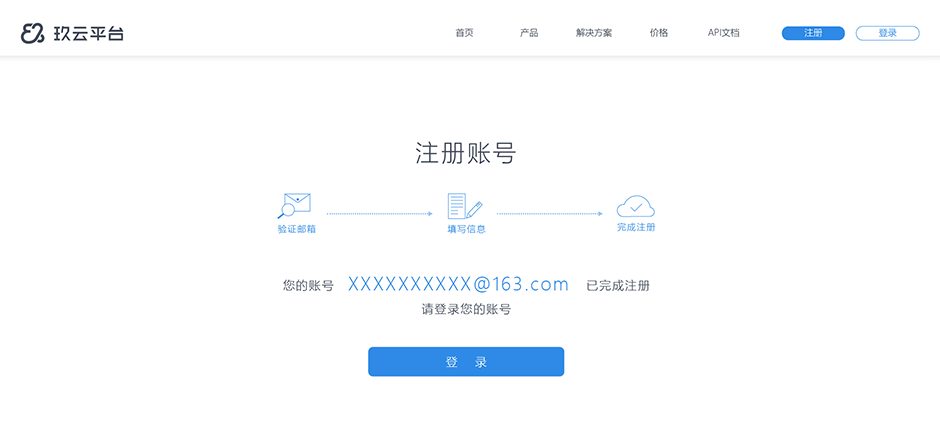 玖云平台 首页 产品 解决方案 价格 API文档 注册 登录
注册账号
验证邮箱 填写信息 完成注册
您的账号 XXXXXXXXXX@163.com 已完成注册
请登录您的账号
登 录